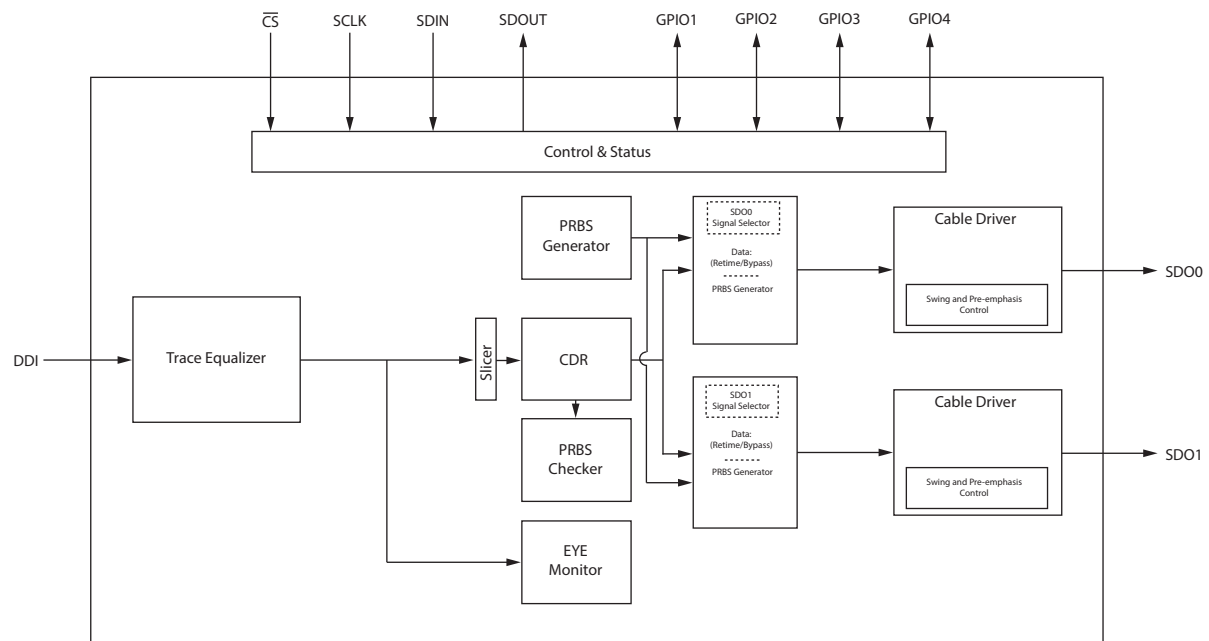 CS
SCLK
SDIN
SDOUT
GPIO1
GPIO2
GPIO3
GPIO4
Control & Status
PRBS
Generator
SDO0
Signal Selector
Data:
(Retime/Bypass)
PRBS Generator
Cable Driver
Swing and Pre-emphasis
Control
SDO0
DDI
Trace Equalizer
Slicer
CDR
SDO1
Signal Selector
Data:
(Retime/Bypass)
PRBS Generator
Cable Driver
Swing and Pre-emphasis
Control
SDO1
PRBS
Checker
EYE
Monitor